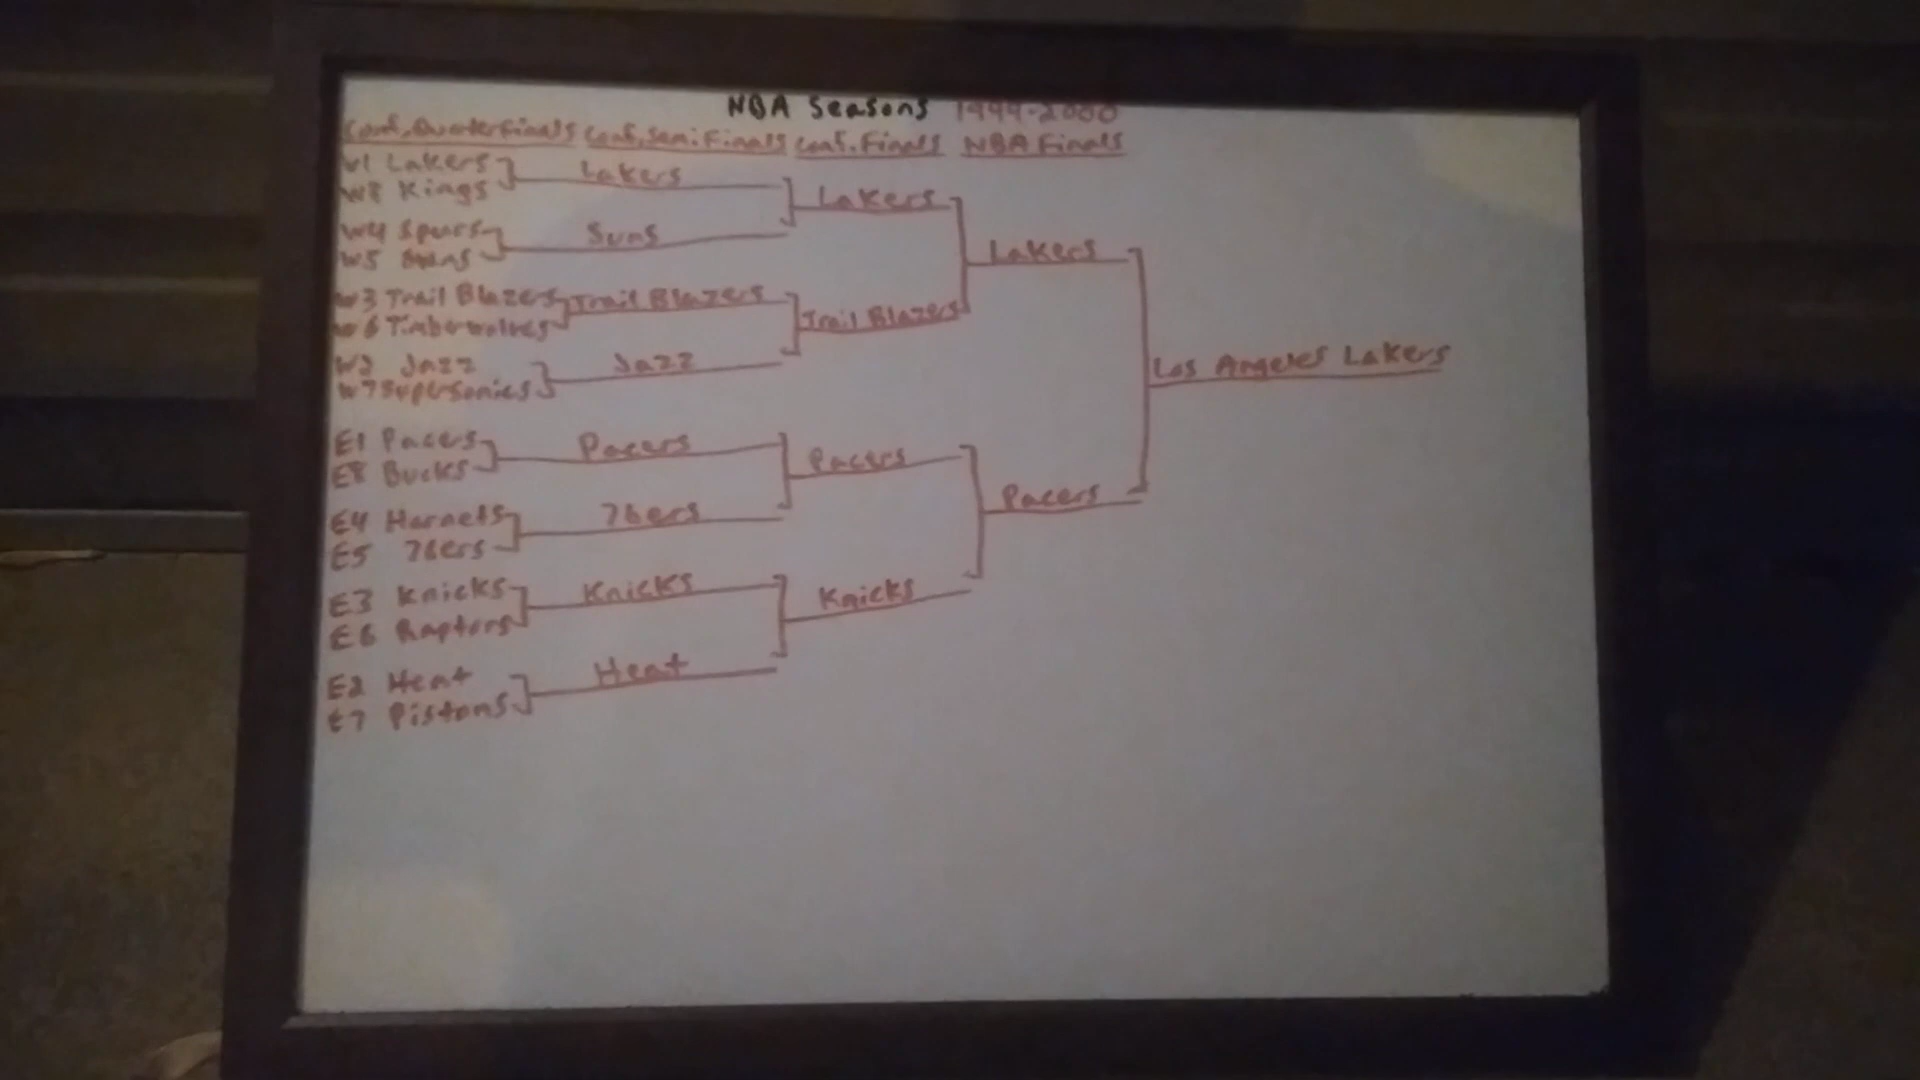 NBA Seasons 1999-2000
Conf. Quarterfinals Conf. Semi. Finals Conf. Finals NBA Finals
W1 Lakers
W8 Kings
Lakers
W4 Spurs
W5 Suns
Suns
Lakers
W3 Trail Blazers
W6 Timberwolves
Trail Blazers
W2 Jazz
W7 Supersonics
Jazz
Trail Blazers
Lakers
E1 Pacers
E8 Bucks
Pacers
E4 Hornets
E5 76ers
76ers
Pacers
E3 Knicks
E6 Raptors
Knicks
E2 Heat
E7 Pistons
Heat
Knicks
Pacers
Los Angeles Lakers